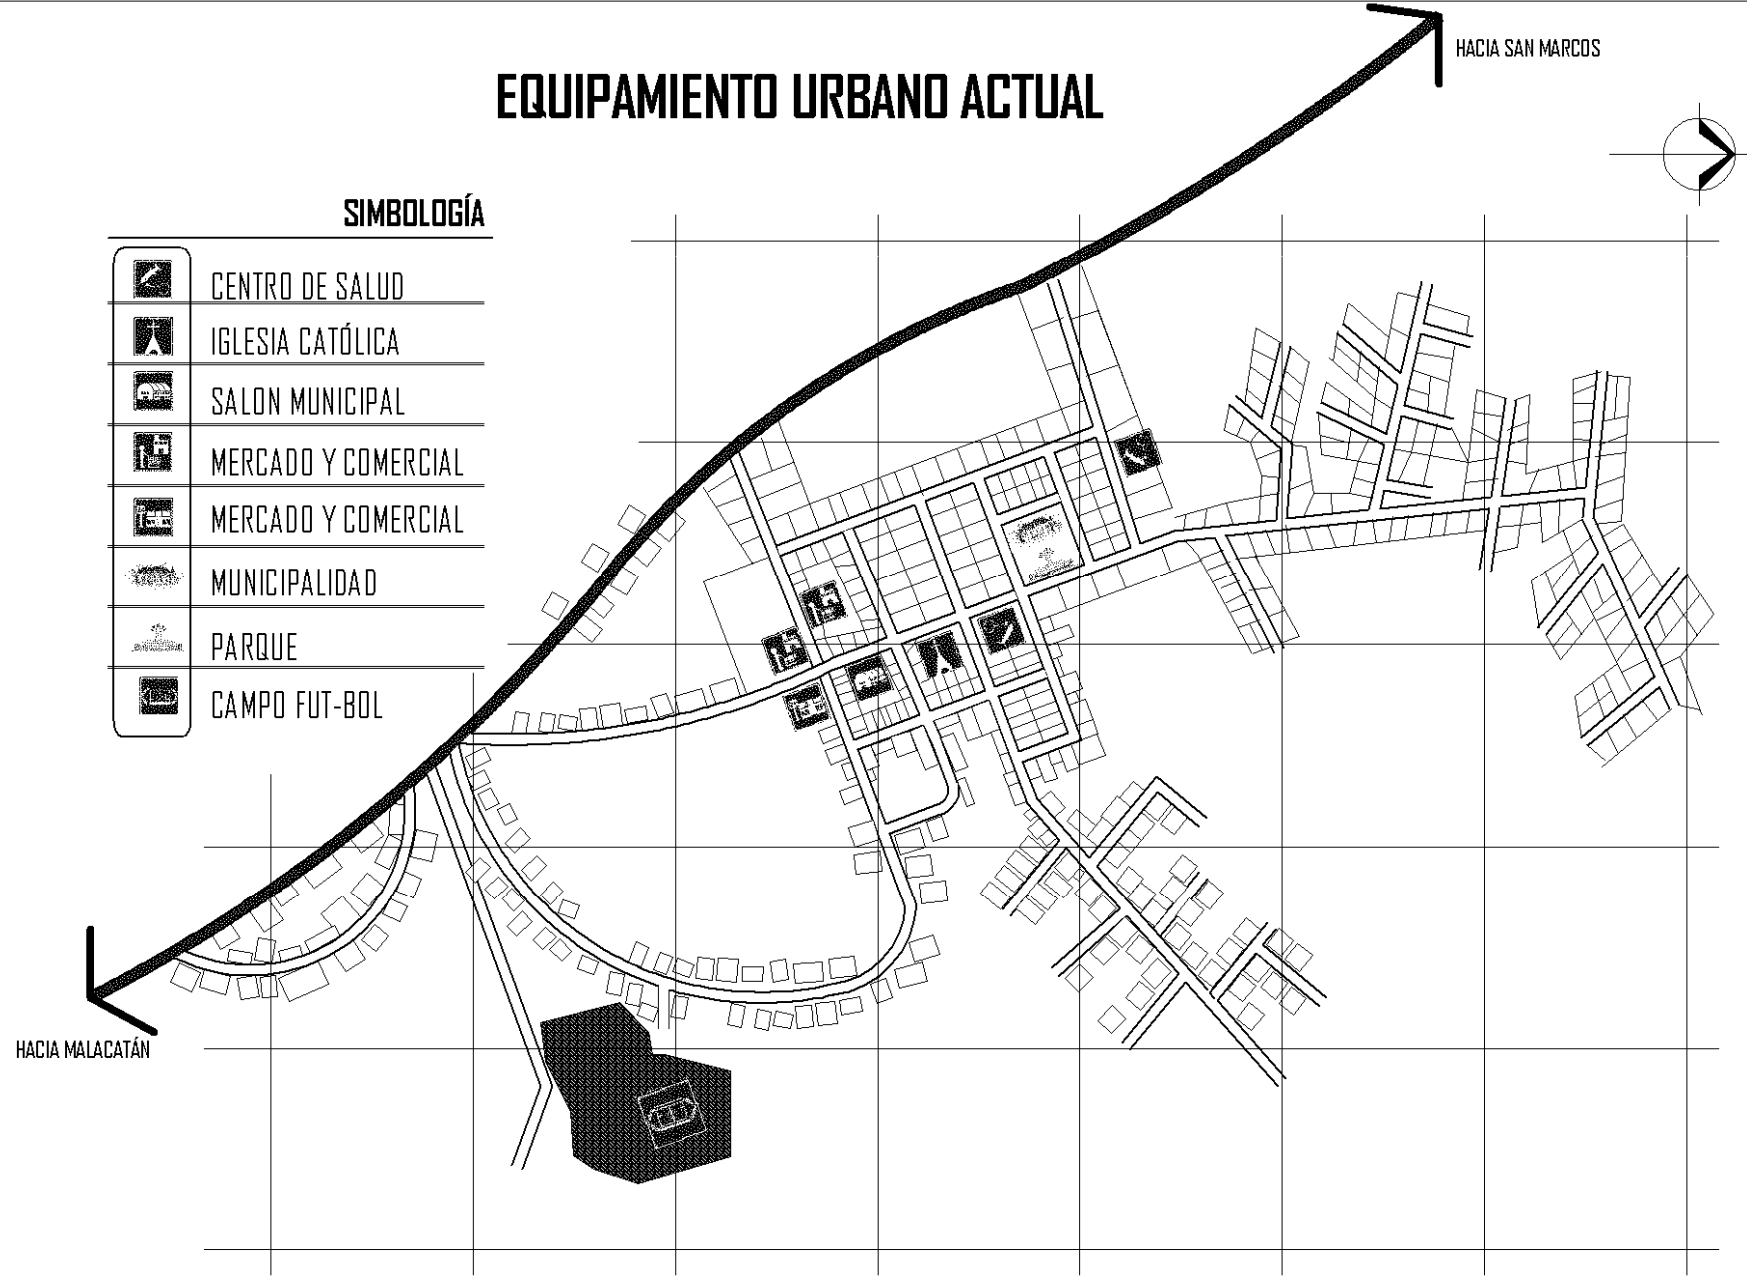 HACIA SAN MARCOS
EQUIPAMIENTO URBANO ACTUAL
SIMBOLOGÍA
CENTRO DE SALUD
IGLESIA CATÓLICA
SALON MUNICIPAL
MERCADO Y COMERCIAL
MERCADO Y COMERCIAL
MUNICIPALIDAD
PARQUE
CAMPO FUT-BOL
HACIA MALACATÁN